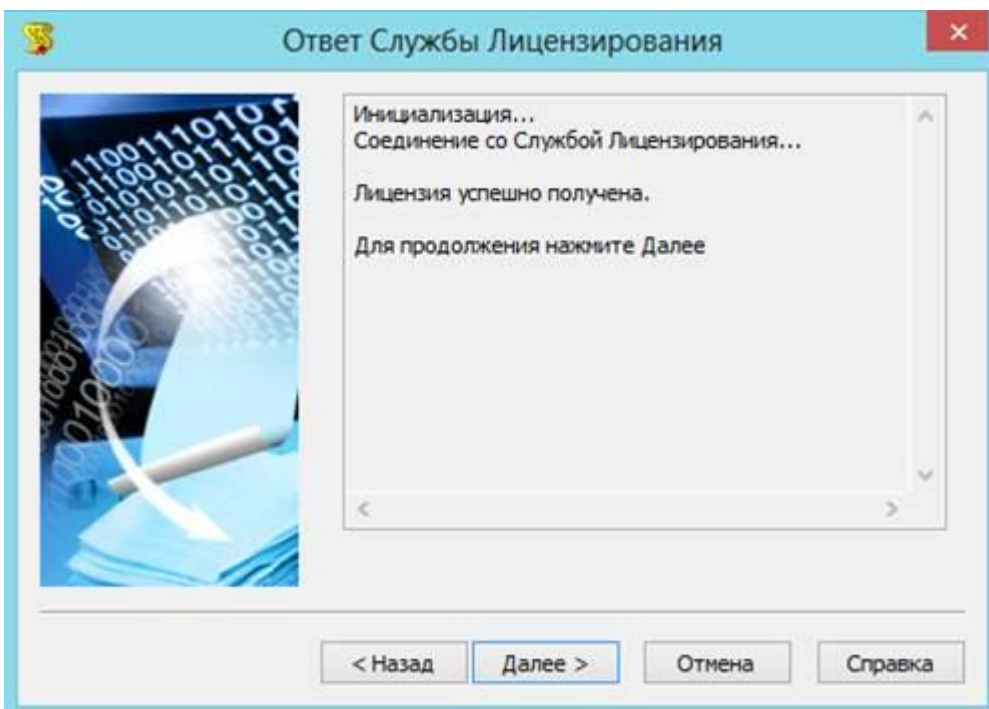 Ответ Службы Лицензирования
Инициализация...
Соединение со Службой Лицензирования...
Лицензия успешно получена.
Для продолжения нажмите Далее
< Назад
Далее >
Отмена
Справка